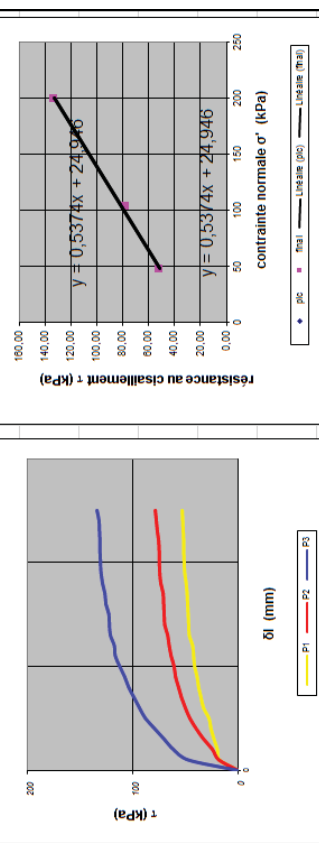 200
100
0
τ (kPa)
0
δl (mm)
P1
P2
P3
160,00
140,00
120,00
100,00
80,00
60,00
40,00
20,00
0,00
résistance au cisaillement τ (kPa)
y = 0,5374x + 24,946
y = 0,5374x + 24,946
0
50
100
150
200
250
contrainte normale σ' (kPa)
pic
final
Linéaire (pic)
Linéaire (final)